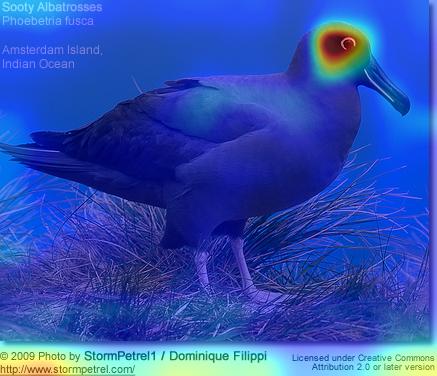 Sooty Albatrosses
Phoebetria fusca
Amsterdam Island,
Indian Ocean
© 2009 Photo by StormPetrel1 / Dominique Filippi
http://www.stormpetrel.com/
Licensed under Creative Commons
Attribution 2.0 or later version